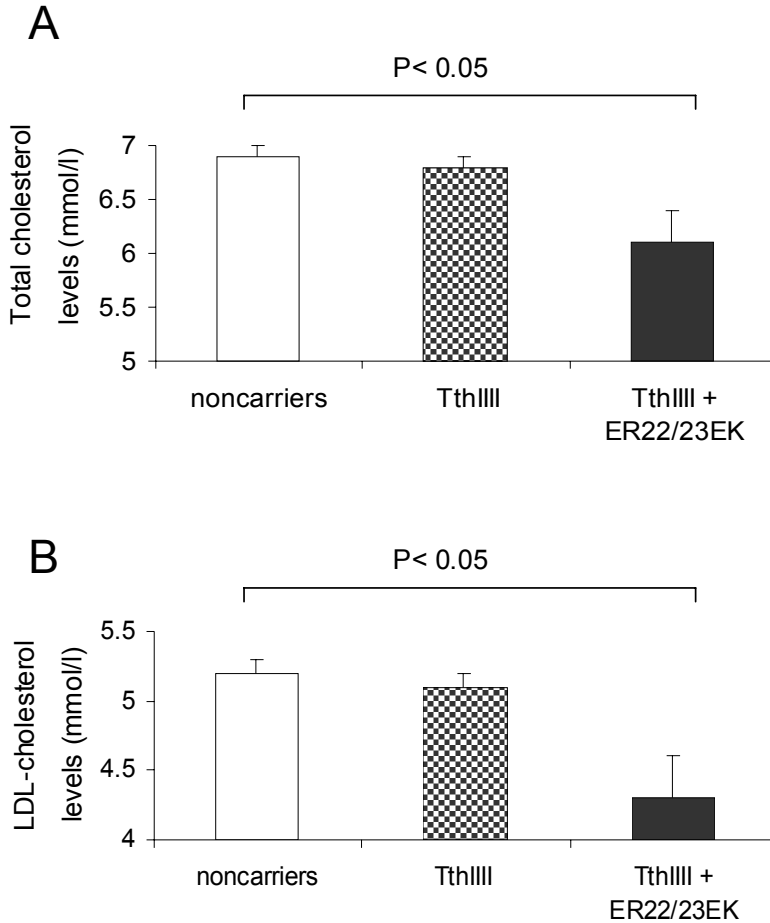 A
P< 0.05
Total cholesterol
levels (mmol/l)
7
6.5
6
5.5
5
noncarriers
TthIIII
TthIIII +
ER22/23EK
B
P< 0.05
LDL-cholesterol
levels (mmol/l)
5.5
5
4.5
4
noncarriers
TthIIII
TthIIII +
ER22/23EK